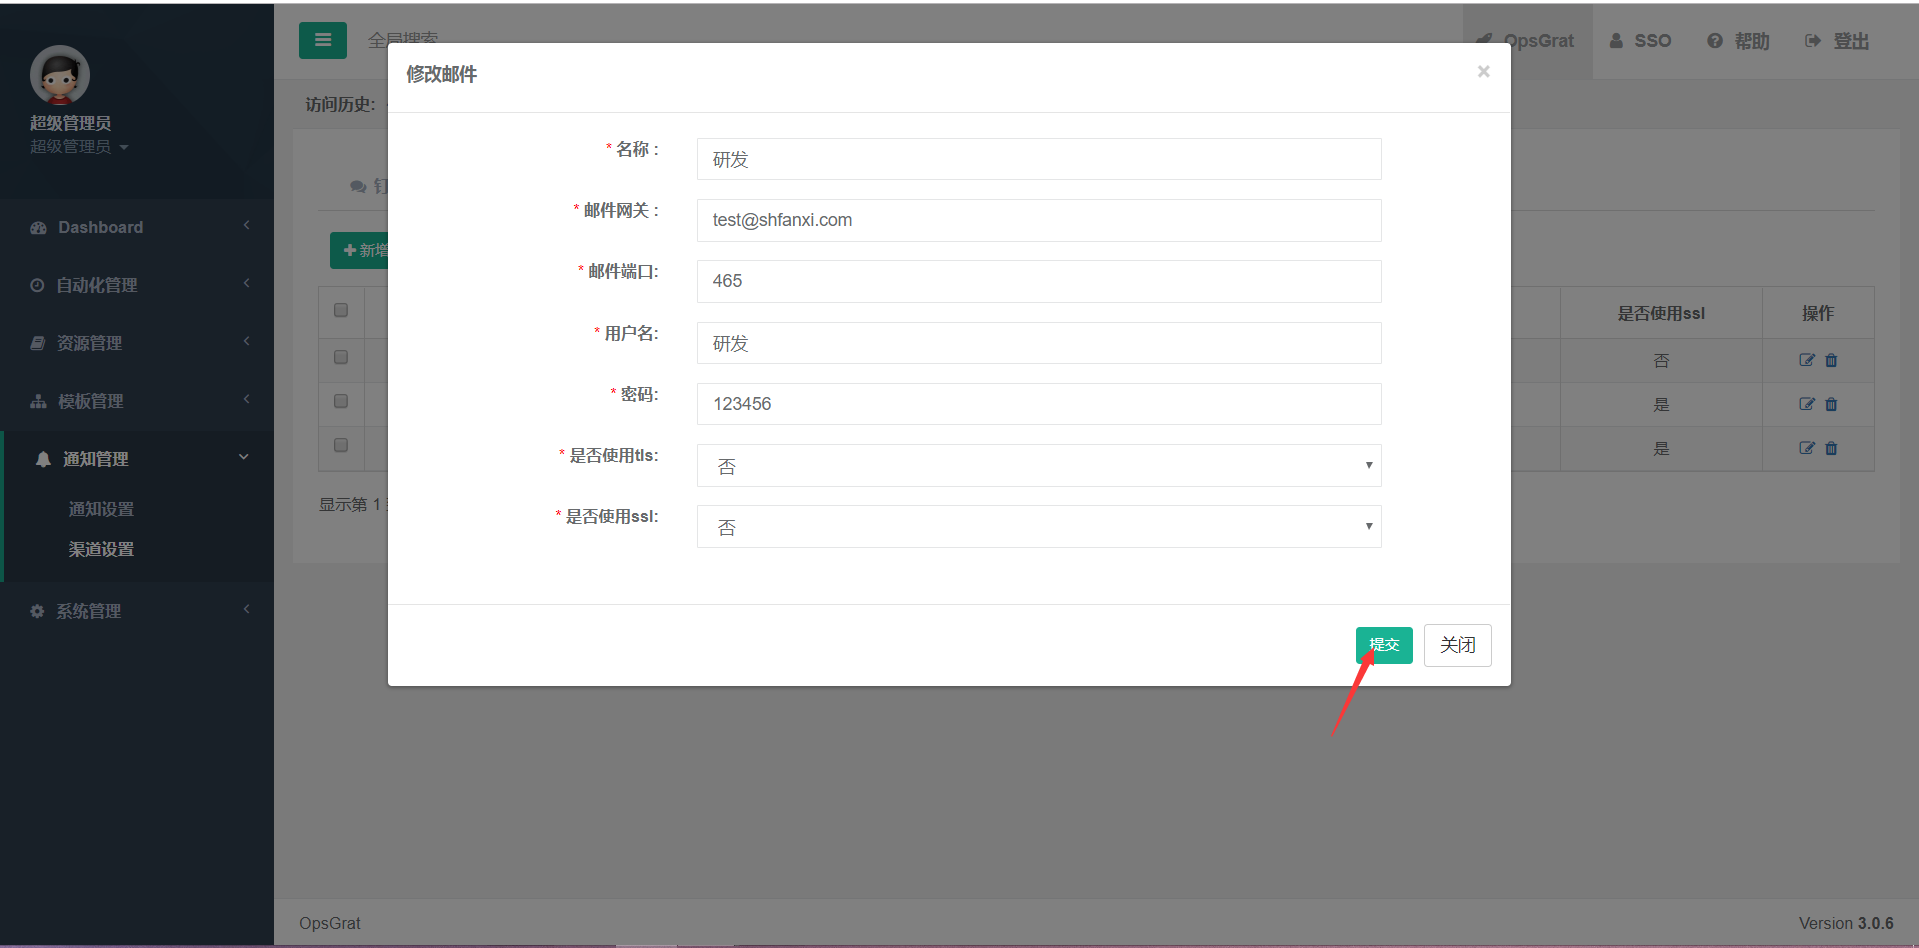 全局搜索
OpsGrat
SSO
帮助
登出
超级管理员
超级管理员
Dashboard
自动化管理
资源管理
模板管理
通知管理
通知设置
渠道设置
系统管理
访问历史:
钉
新增
是否使用ssl
操作
否
是
是
显示第 1
修改邮件
×
* 名称 :
研发
* 邮件网关 :
test@shfanxi.com
* 邮件端口:
465
* 用户名:
研发
* 密码:
123456
* 是否使用tls:
否
* 是否使用ssl:
否
提交
关闭
OpsGrat
Version 3.0.6